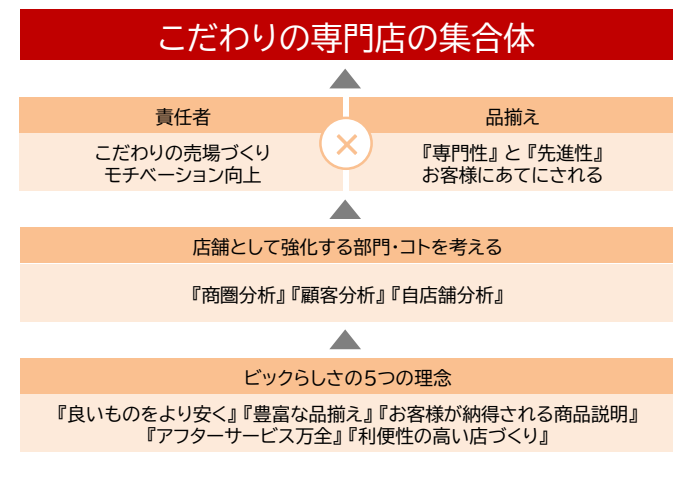 こだわりの専門店の集合体
責任者
こだわりの売場づくり
モチベーション向上
×
品揃え
『専門性』と『先進性』
お客様にあてにされる
店舗として強化する部門・コトを考える
『商圏分析』『顧客分析』『自店舗分析』
ビックらしさの5つの理念
『良いものをより安く』『豊富な品揃え』『お客様が納得される商品説明』
『アフターサービス万全』『利便性の高い店づくり』